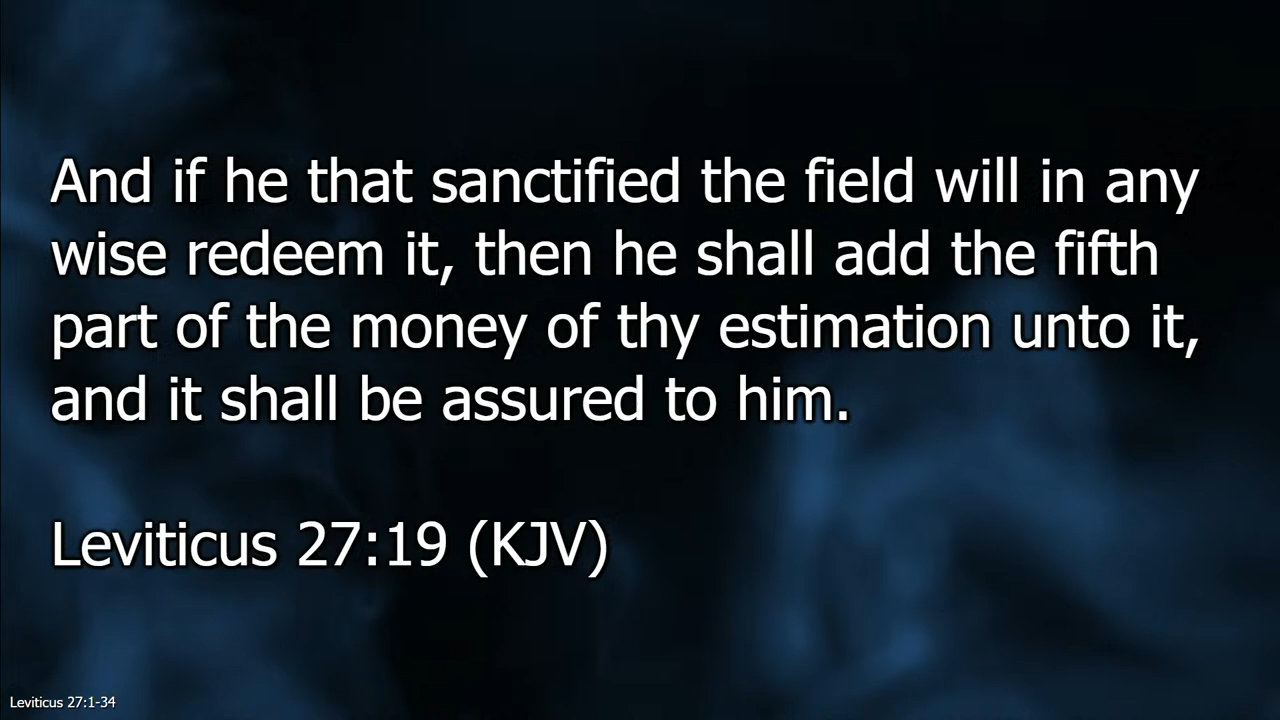 And if he that sanctified the field will in any
wise redeem it, then he shall add the fifth
part of the money of thy estimation unto it,
and it shall be assured to him.
Leviticus 27:19 (KJV)
Leviticus 27:1-34